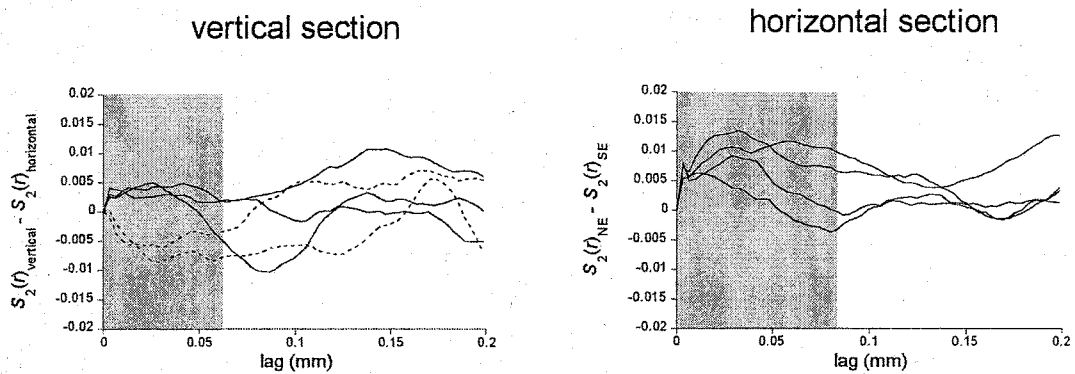 vertical section
horizontal section
S2(r)vertical - S2(r)horizontal
0.02
0.015
0.01
0.005
0
-0.005
-0.01
-0.015
-0.02
0 0.05 0.1 0.15 0.2
lag (mm)
S2(r)NE - S2(r)SE
0.02
0.015
0.01
0.005
0
-0.005
-0.01
-0.015
-0.02
0 0.05 0.1 0.15 0.2
lag (mm)